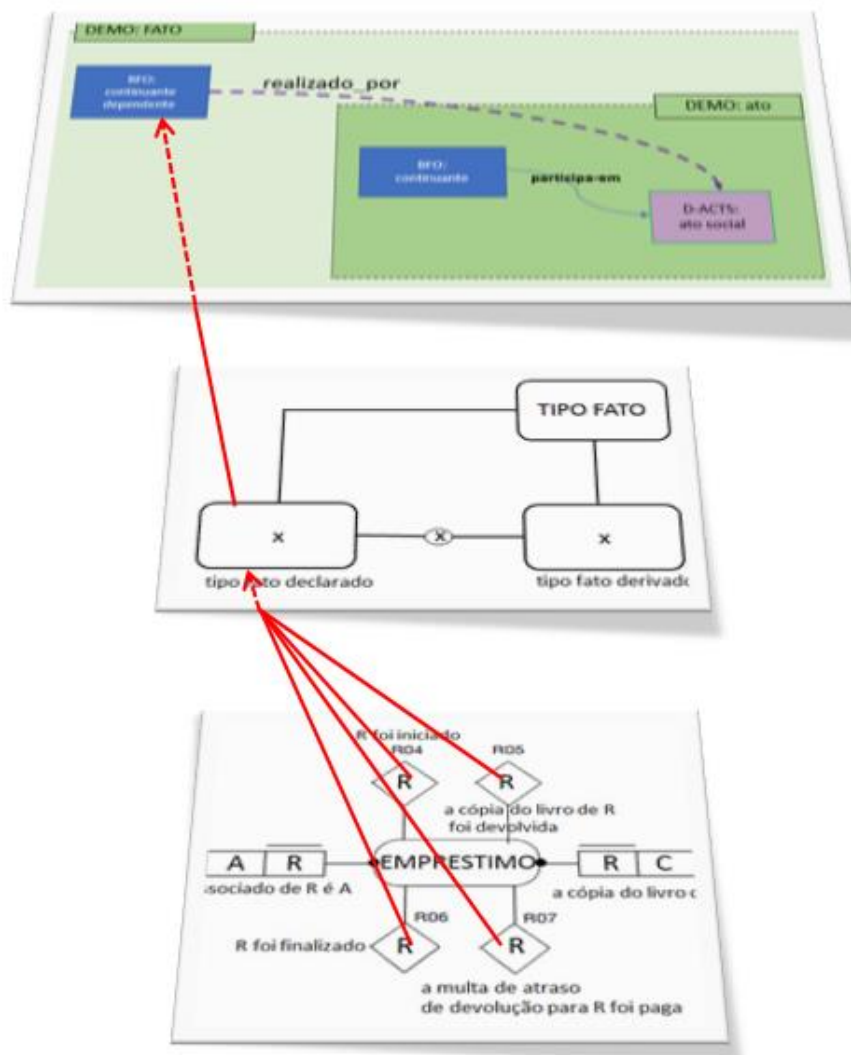 DEMO: FATO
BFO:
continuante
dependente
realizado_por
DEMO: ato
BFO:
continuante
participa-em
D-ACTS:
ato social
TIPO FATO
x
X
x
tipo fato declarado
tipo fato derivado
R foi iniciado
R04
R05
R
R
a cópia do livro de R
foi devolvida
A
R
EMPRESTIMO
R
C
ssociado de R é A
a cópia do livro d
R06
R07
R foi finalizado
R
R
a multa de atraso
de devolução para R foi paga